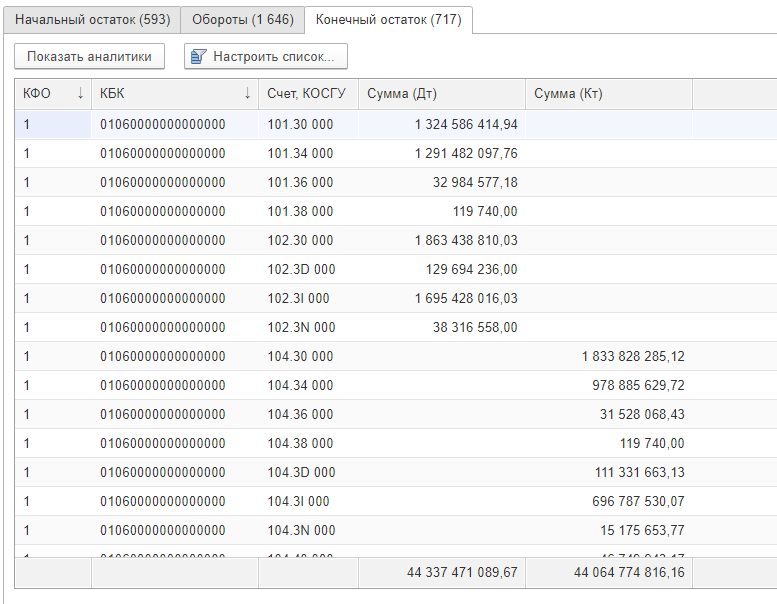 Начальный остаток (593) Обороты (1 646) Конечный остаток (717)
Показать аналитики Настроить список...
КФО ↓ КБК ↓ Счет, КОСГУ Сумма (Дт) Сумма (Кт)
1 01060000000000000 101.30 000 1 324 586 414,94
1 01060000000000000 101.34 000 1 291 482 097,76
1 01060000000000000 101.36 000 32 984 577,18
1 01060000000000000 101.38 000 119 740,00
1 01060000000000000 102.30 000 1 863 438 810,03
1 01060000000000000 102.3D 000 129 694 236,00
1 01060000000000000 102.3I 000 1 695 428 016,03
1 01060000000000000 102.3N 000 38 316 558,00
1 01060000000000000 104.30 000 1 833 828 285,12
1 01060000000000000 104.34 000 978 885 629,72
1 01060000000000000 104.36 000 31 528 068,43
1 01060000000000000 104.38 000 119 740,00
1 01060000000000000 104.3D 000 111 331 663,13
1 01060000000000000 104.3I 000 696 787 530,07
1 01060000000000000 104.3N 000 15 175 653,77
44 337 471 089,67 44 064 774 816,16